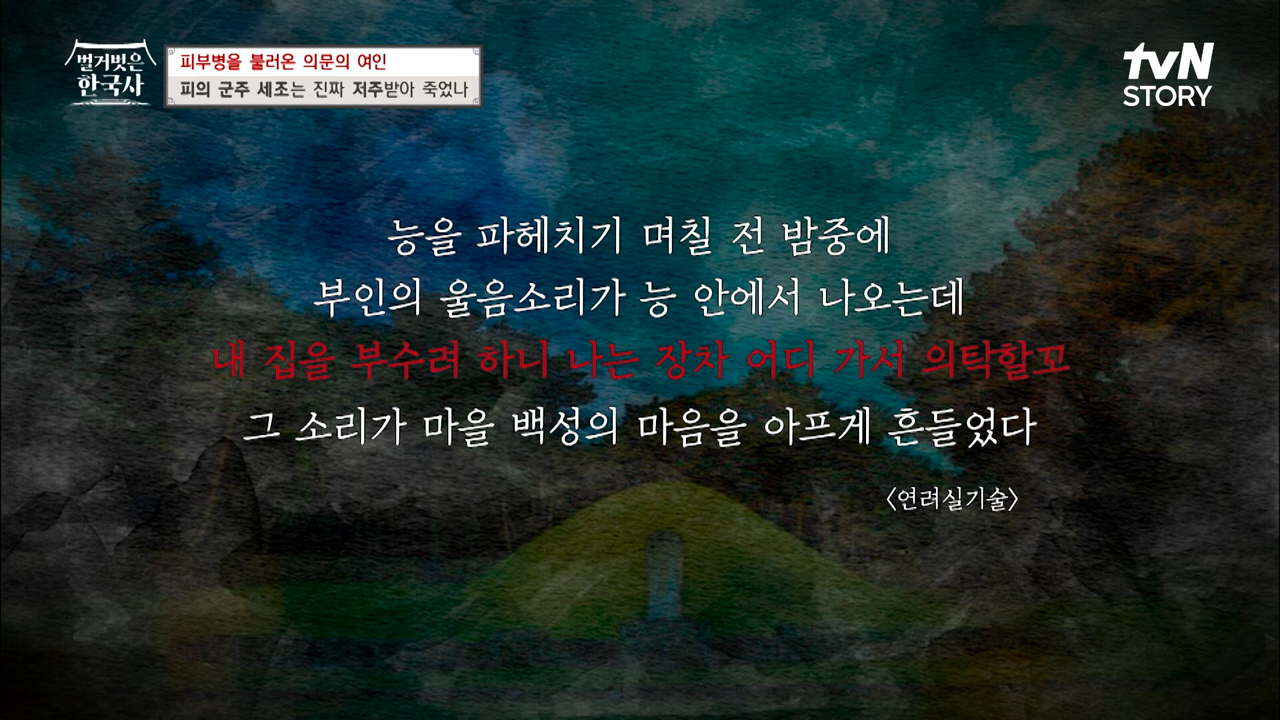 벌거벗은
한국사
피부병을 불러온 의문의 여인
피의 군주 세조는 진짜 저주받아 죽었나
tvN
STORY
능을 파헤치기 며칠 전 밤중에
부인의 울음소리가 능 안에서 나오는데
내 집을 부수려 하니 나는 장차 어디 가서 의탁할꼬
그 소리가 마을 백성의 마음을 아프게 흔들었다
〈연려실기술〉